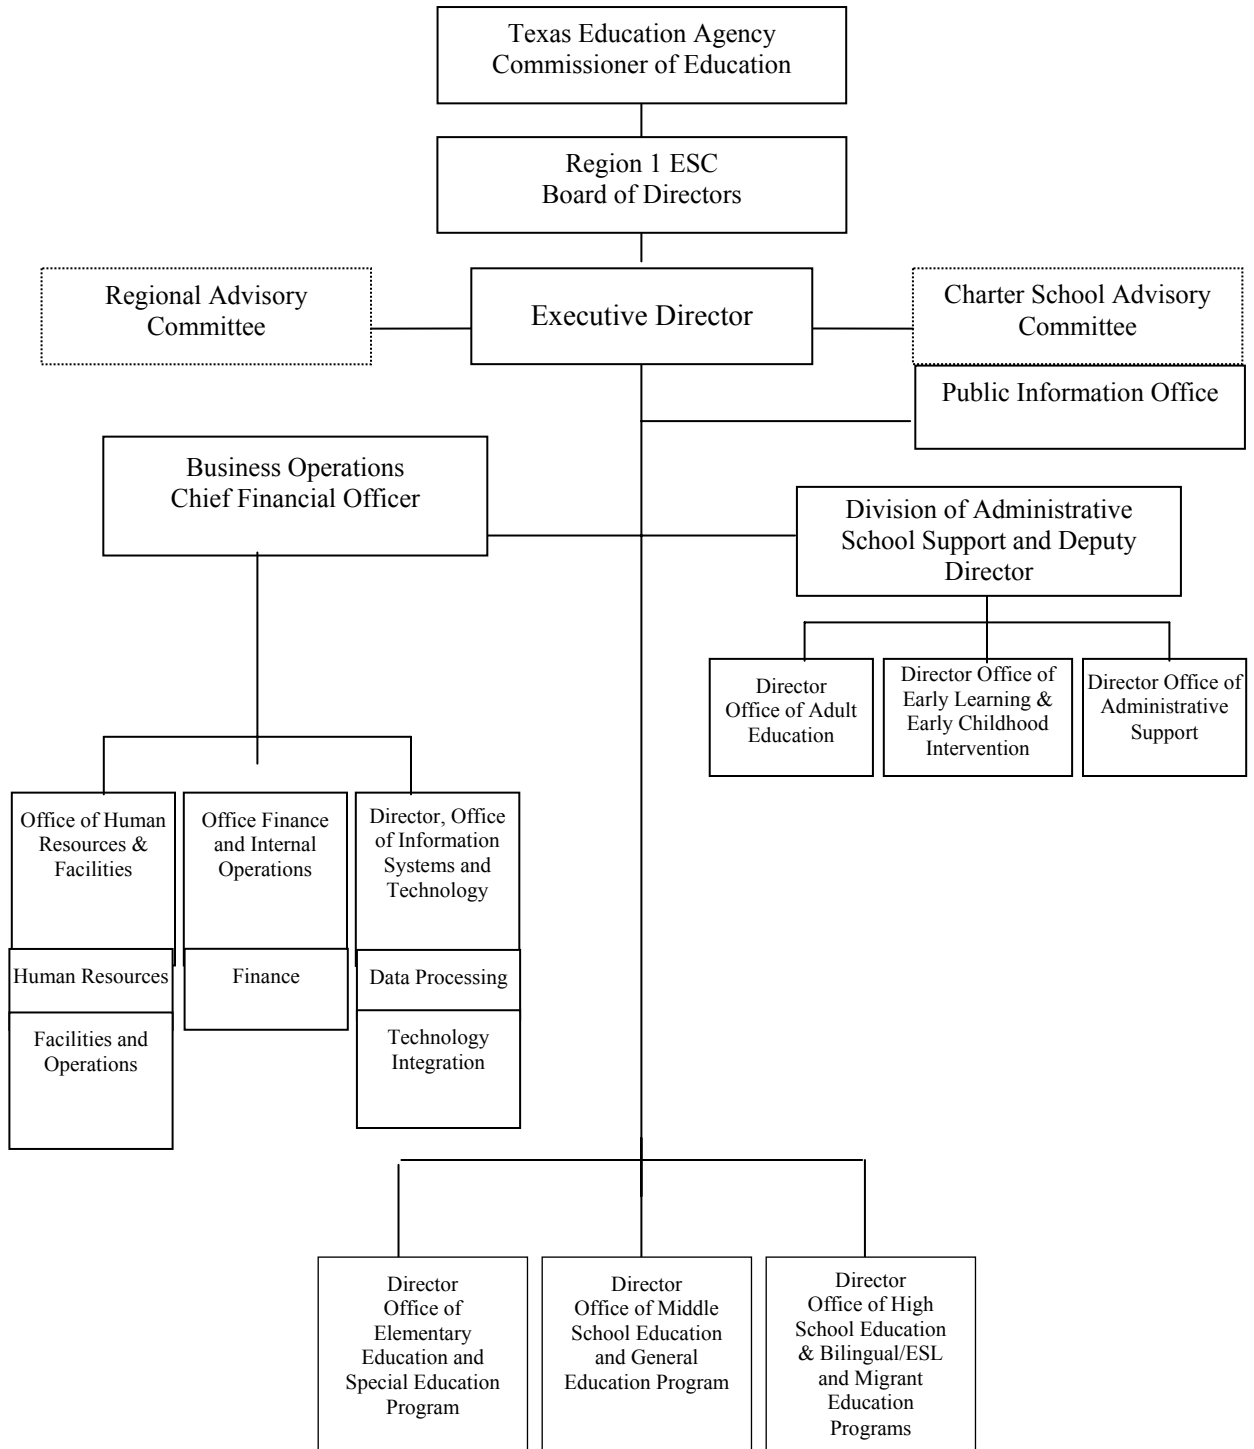 Texas Education Agency
Commissioner of Education
Region 1 ESC
Board of Directors
Regional Advisory
Committee
Executive Director
Charter School Advisory
Committee
Public Information Office
Business Operations
Chief Financial Officer
Division of Administrative
School Support and Deputy
Director
Director
Office of Adult
Education
Director Office of
Early Learning &
Early Childhood
Intervention
Director Office of
Administrative
Support
Office of Human
Resources &
Facilities
Office Finance
and Internal
Operations
Director, Office
of Information
Systems and
Technology
Human Resources
Finance
Data Processing
Facilities and
Operations
Technology
Integration
Director
Office of
Elementary
Education and
Special Education
Program
Director
Office of Middle
School Education
and General
Education Program
Director
Office of High
School Education
& Bilingual/ESL
and Migrant
Education
Programs